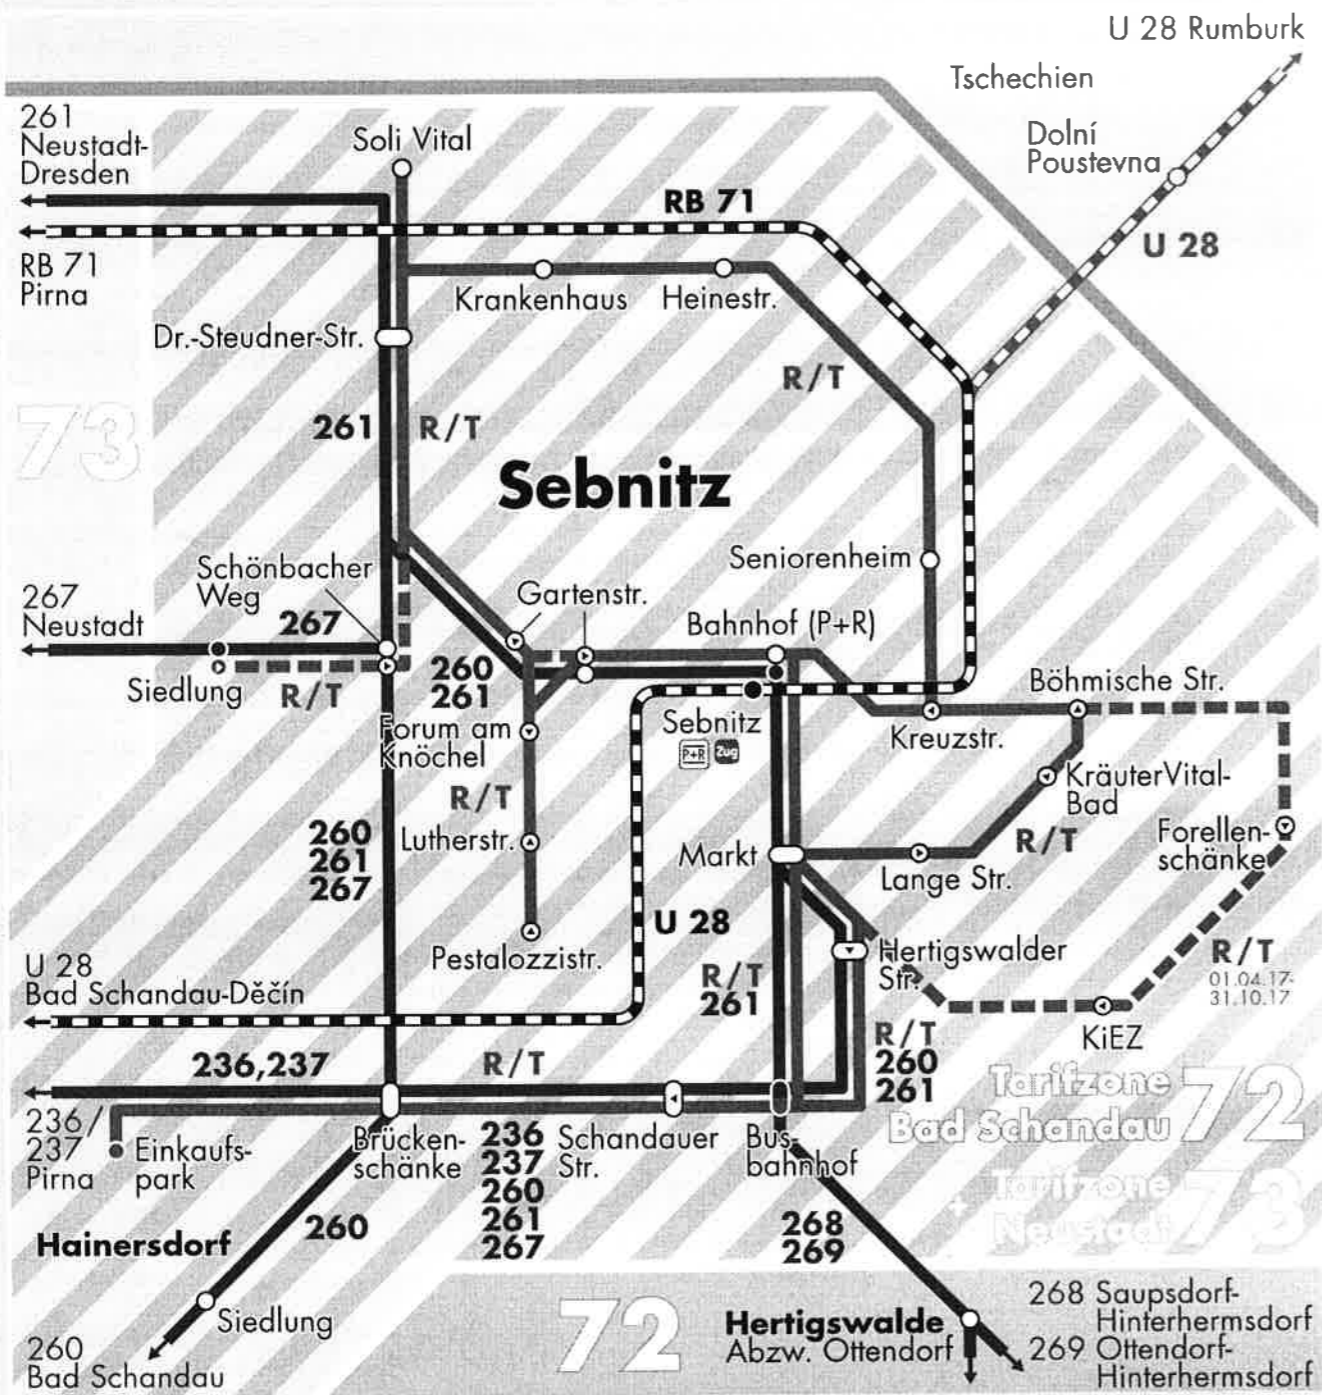 U 28 Rumburk
Tschechien
Dolní
Poustevna
U 28
261
Neustadt-
Dresden
Soli Vital
RB 71
RB 71
Pirna
Krankenhaus
Heinestr.
Dr.-Steudner-Str.
R/T
73
261
R/T
Sebnitz
Schönbacher
Weg
Seniorenheim
267
Neustadt
267
Gartenstr.
Bahnhof (P+R)
Siedlung
R/T
260
261
Sebnitz
P+R
Zug
Böhmische Str.
Kreuzstr.
Forum am
Knöchel
R/T
KräuterVital-
Bad
260
261
267
Lutherstr.
Markt
Lange Str.
R/T
Forellen-
schänke
U 28
Pestalozzistr.
Hertigswalder
Str.
R/T
01.04.17-
31.10.17
U 28
Bad Schandau-Děčín
R/T
261
KiEZ
236,237
R/T
R/T
260
261
Tarifzone
Bad Schandau
72
236/
237
Pirna
Einkaufs-
park
Brücken-
schänke
236
237
260
261
267
Schandauer
Str.
Bus-
bahnhof
+ Tarifzone
Neustadt
73
Hainersdorf
260
268
269
Siedlung
72
Hertigswalde
Abzw. Ottendorf
268 Saupsdorf-
Hinterhermsdorf
269 Ottendorf-
Hinterhermsdorf
260
Bad Schandau